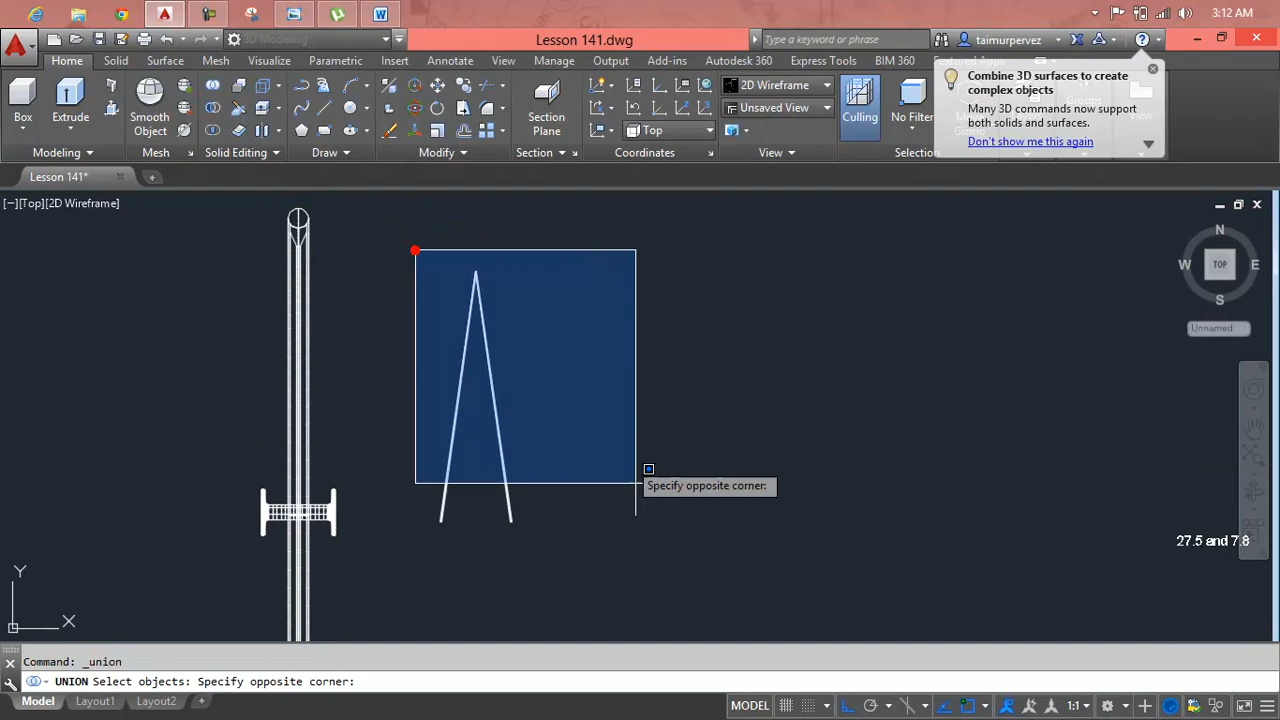 3:12 AM
3D Modeling
Lesson 141.dwg
Type a keyword or phrase
taimurpervez
Home Solid Surface Mesh Visualize Parametric Insert Annotate View Manage Output Add-ins Autodesk 360 Express Tools BIM 360 Featured Apps
Combine 3D surfaces to create
complex objects
Many 3D commands now support
both solids and surfaces.
Don't show me this again
Box
Extrude
Smooth
Object
Section
Plane
Top
2D Wireframe
Unsaved View
Culling
No Filter
Modeling
Mesh
Solid Editing
Draw
Modify
Section
Coordinates
View
Selection
Lesson 141*
[−][Top][2D Wireframe]
N
W TOP E
S
Unnamed
Specify opposite corner:
27.5 and 7.8
Y
X
Command: _union
UNION Select objects: Specify opposite corner:
Model Layout1 Layout2
MODEL
1:1